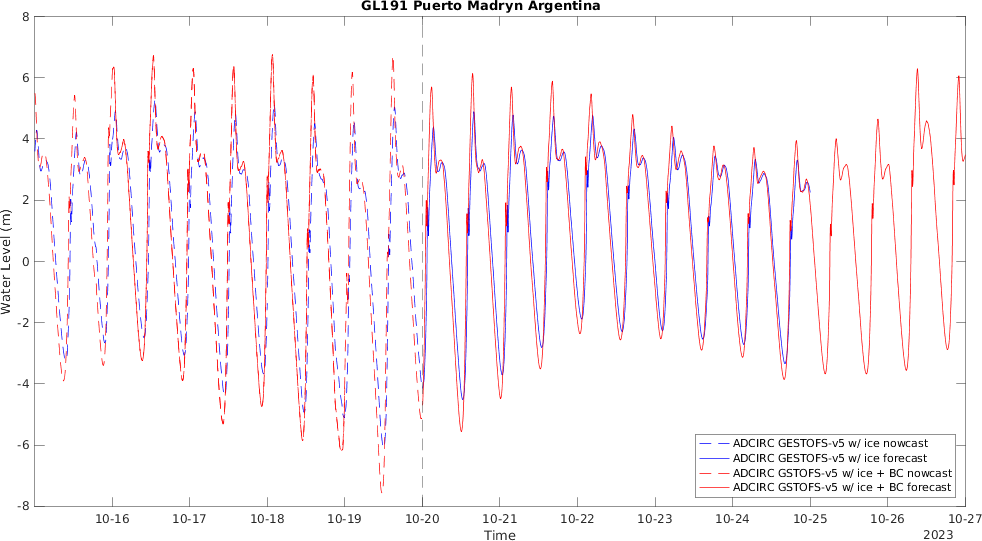 GL191 Puerto Madryn Argentina
8
6
4
2
0
-2
-4
-6
-8
Water Level (m)
ADCIRC GESTOFS-v5 w/ ice nowcast
ADCIRC GESTOFS-v5 w/ ice forecast
ADCIRC GSTOFS-v5 w/ ice + BC nowcast
ADCIRC GSTOFS-v5 w/ ice + BC forecast
10-16 10-17 10-18 10-19 10-20 10-21 10-22 10-23 10-24 10-25 10-26 10-27
Time
2023